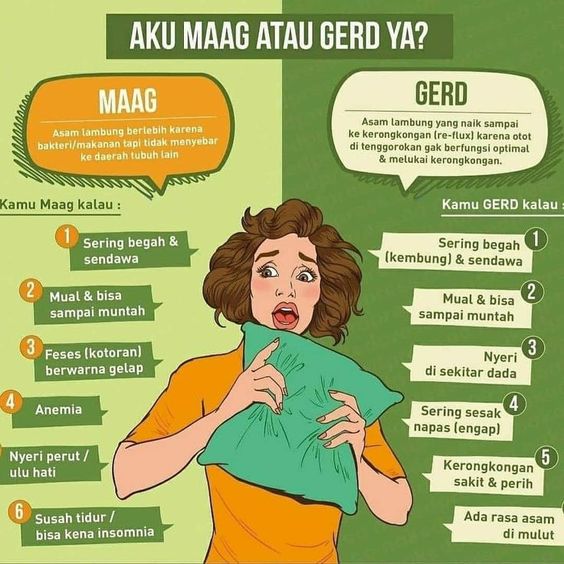 AKU MAAG ATAU GERD YA?
MAAG
Asam lambung berlebih karena
bakteri/makanan tapi tidak menyebar
ke daerah tubuh lain
Kamu Maag kalau :
1
Sering begah &
sendawa
2
Mual & bisa
sampai muntah
3
Feses (kotoran)
berwarna gelap
4
Anemia
Nyeri perut /
ulu hati
6
Susah tidur /
bisa kena insomnia
GERD
Asam lambung yang naik sampai
ke kerongkongan (re-flux) karena otot
di tenggorokan gak berfungsi optimal
& melukai kerongkongan.
Kamu GERD kalau :
1
Sering begah
(kembung) & sendawa
2
Mual & bisa
sampai muntah
3
Nyeri
di sekitar dada
4
Sering sesak
napas (engap)
5
Kerongkongan
sakit & perih
Ada rasa asam
di mulut